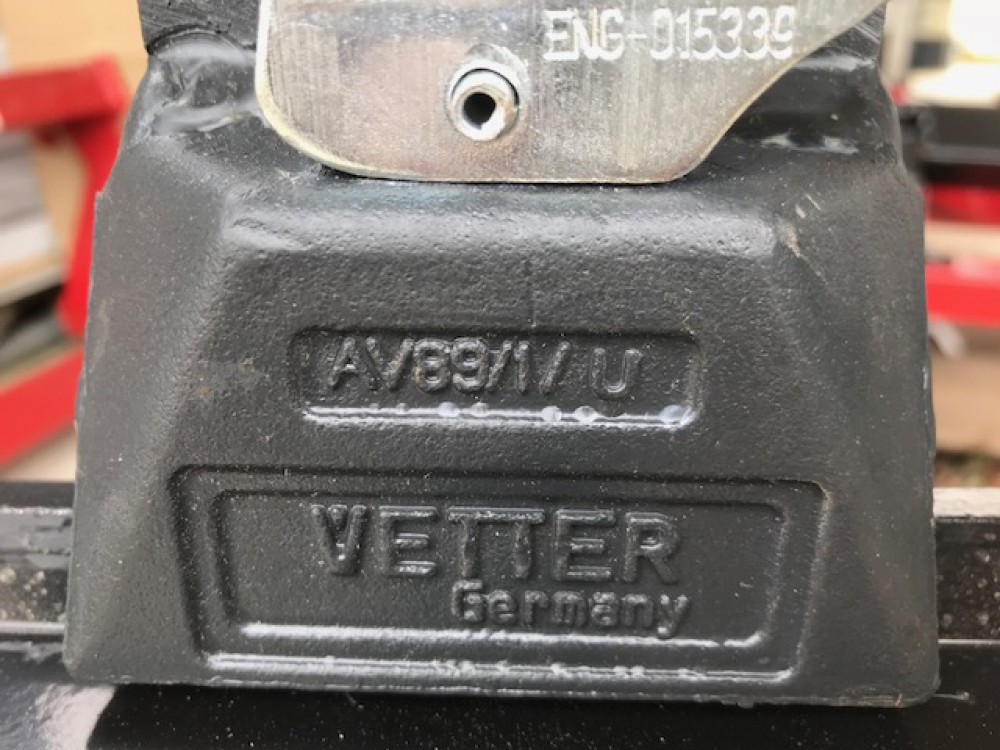 ENG-015339
AV89/1/U
VETTER
Germany